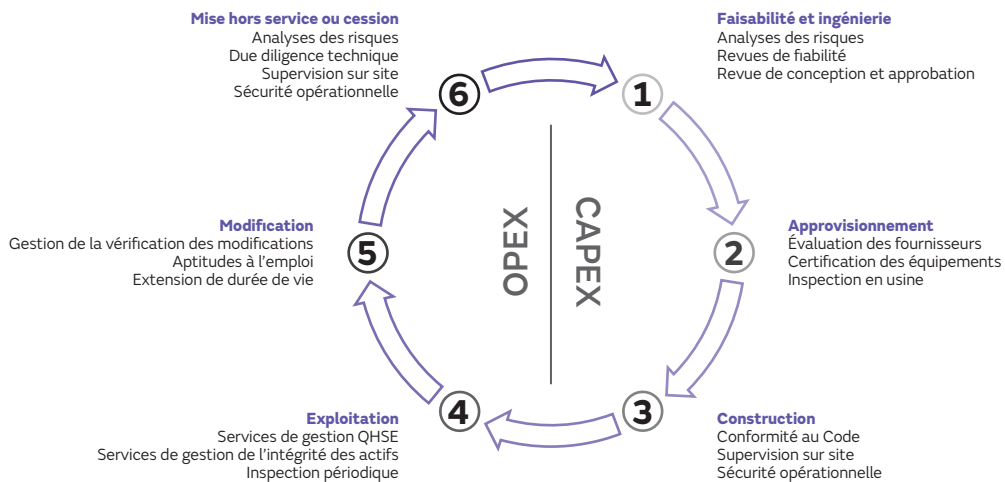 Mise hors service ou cession
Analyses des risques
Due diligence technique
Supervision sur site
Sécurité opérationnelle
6
Faisabilité et ingénierie
Analyses des risques
Revues de fiabilité
Revue de conception et approbation
1
Modification
Gestion de la vérification des modifications
Aptitudes à l’emploi
Extension de durée de vie
5
OPEX
CAPEX
2
Approvisionnement
Évaluation des fournisseurs
Certification des équipements
Inspection en usine
Exploitation
Services de gestion QHSE
Services de gestion de l’intégrité des actifs
Inspection périodique
4
3
Construction
Conformité au Code
Supervision sur site
Sécurité opérationnelle